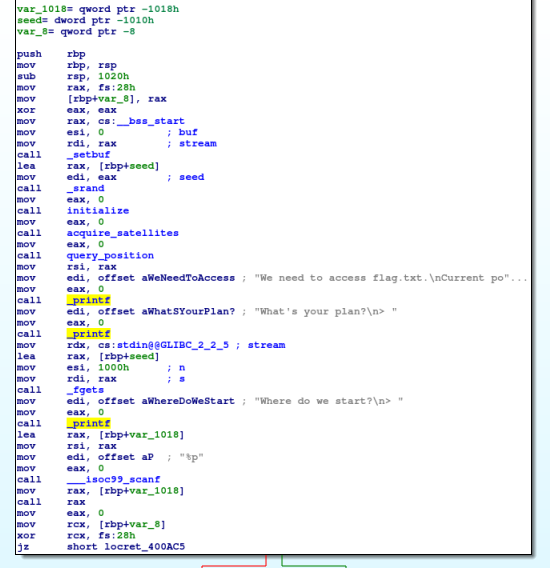 var_1018= qword ptr -1018h
seed= dword ptr -1010h
var_8= qword ptr -8
push rbp
mov rbp, rsp
sub rsp, 1020h
mov rax, fs:28h
mov [rbp+var_8], rax
xor eax, eax
mov rax, cs:__bss_start
mov esi, 0 ; buf
mov rdi, rax ; stream
call _setbuf
lea rax, [rbp+seed]
mov edi, eax ; seed
call _srand
mov eax, 0
call initialize
mov eax, 0
call acquire_satellites
mov eax, 0
call query_position
mov rsi, rax
mov edi, offset aWeNeedToAccess ; "We need to access flag.txt.\nCurrent po"...
mov eax, 0
call _printf
mov edi, offset aWhatSYourPlan? ; "What's your plan?\n> "
mov eax, 0
call _printf
mov rdx, cs:stdin@@GLIBC_2_2_5 ; stream
lea rax, [rbp+seed]
mov esi, 1000h ; n
mov rdi, rax ; s
call _fgets
mov edi, offset aWhereDoWeStart ; "Where do we start?\n> "
mov eax, 0
call _printf
lea rax, [rbp+var_1018]
mov rsi, rax
mov edi, offset aP ; "%p"
mov eax, 0
call ___isoc99_scanf
mov rax, [rbp+var_1018]
call rax
mov eax, 0
mov rcx, [rbp+var_8]
xor rcx, fs:28h
jz short locret_400AC5